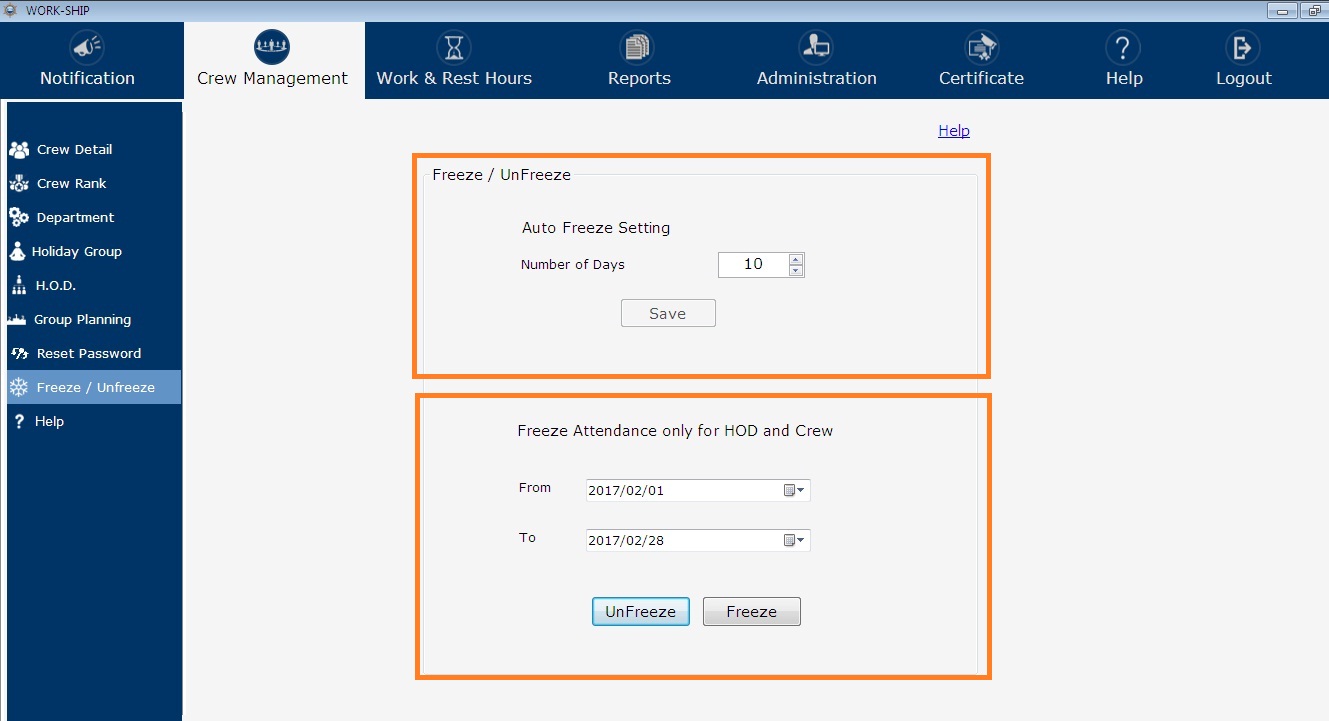 WORK-SHIP
Notification
Crew Management
Work & Rest Hours
Reports
Administration
Certificate
Help
Logout
Crew Detail
Crew Rank
Department
Holiday Group
H.O.D.
Group Planning
Reset Password
Freeze / Unfreeze
Help
Help
Freeze / UnFreeze
Auto Freeze Setting
Number of Days 10
Save
Freeze Attendance only for HOD and Crew
From 2017/02/01
To 2017/02/28
UnFreeze Freeze